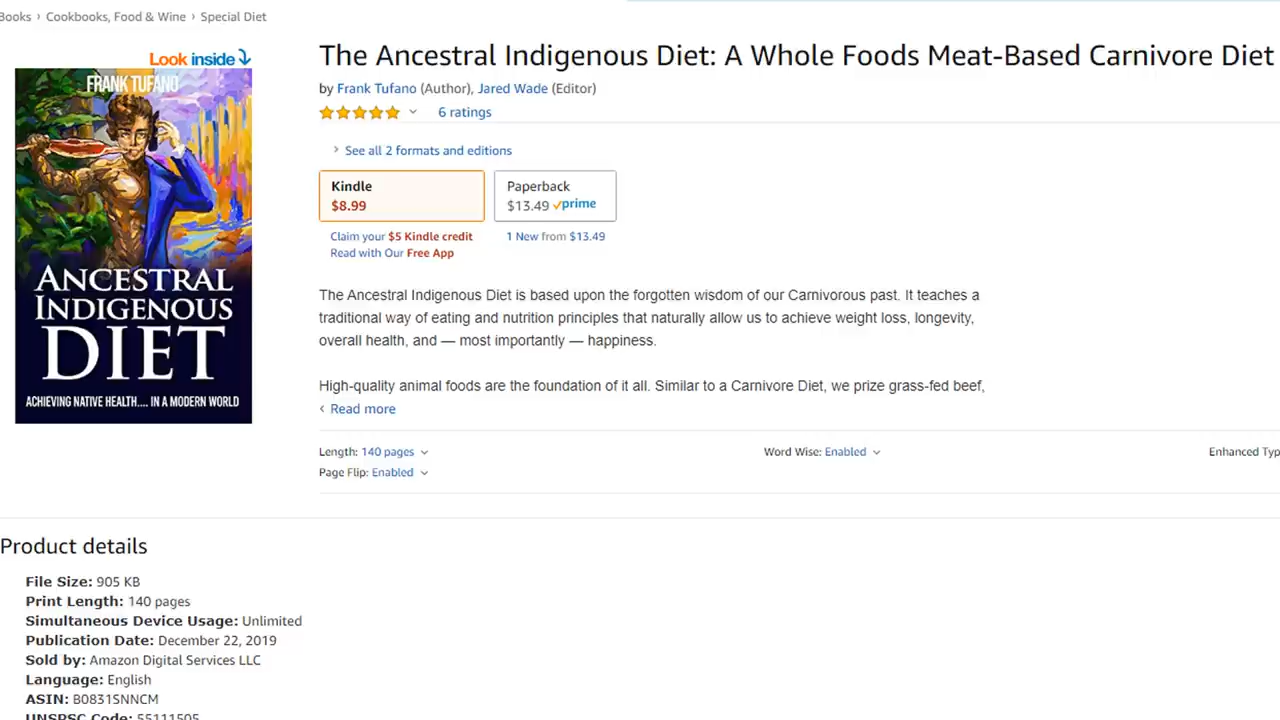 Books › Cookbooks, Food & Wine › Special Diet
Look inside
FRANK TUFANO
ANCESTRAL
INDIGENOUS
DIET
ACHIEVING NATIVE HEALTH.... IN A MODERN WORLD
The Ancestral Indigenous Diet: A Whole Foods Meat-Based Carnivore Diet
by Frank Tufano (Author), Jared Wade (Editor)
6 ratings
› See all 2 formats and editions
Kindle
$8.99
Paperback
$13.49 prime
Claim your $5 Kindle credit
Read with Our Free App
1 New from $13.49
The Ancestral Indigenous Diet is based upon the forgotten wisdom of our Carnivorous past. It teaches a
traditional way of eating and nutrition principles that naturally allow us to achieve weight loss, longevity,
overall health, and — most importantly — happiness.
High-quality animal foods are the foundation of it all. Similar to a Carnivore Diet, we prize grass-fed beef,
‹ Read more
Length: 140 pages
Word Wise: Enabled
Enhanced Typ
Page Flip: Enabled
Product details
File Size: 905 KB
Print Length: 140 pages
Simultaneous Device Usage: Unlimited
Publication Date: December 22, 2019
Sold by: Amazon Digital Services LLC
Language: English
ASIN: B0831SNNCM
UNSPSC Code: 55111505